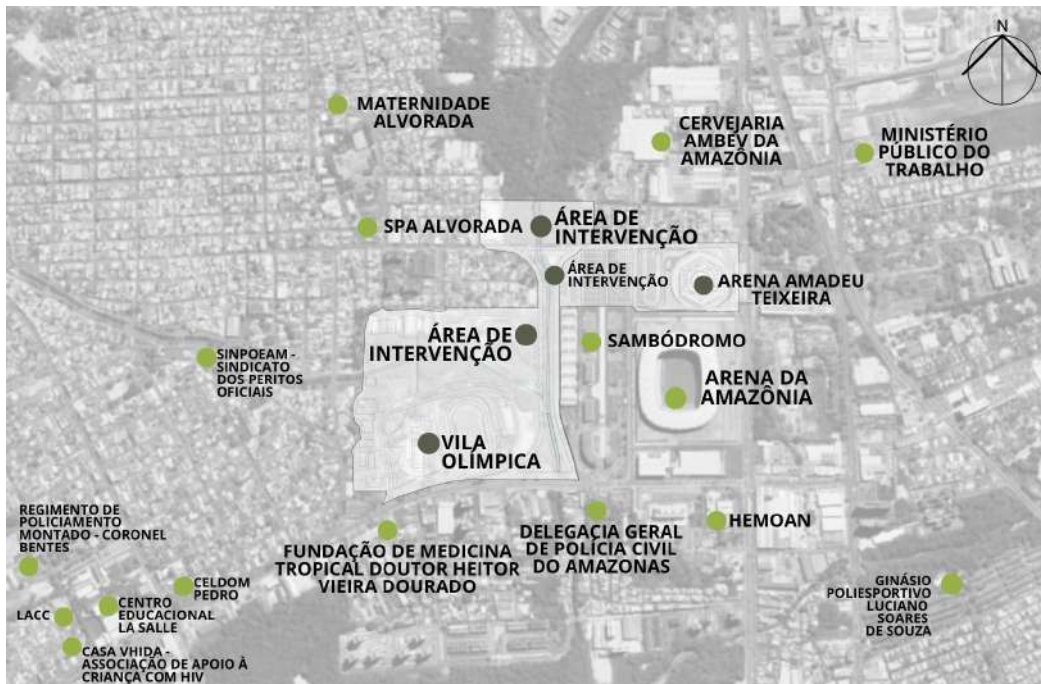 N
MATERNIDADE
ALVORADA
CERVEJARIA
AMBEV DA
AMAZÔNIA
MINISTÉRIO
PÚBLICO DO
TRABALHO
SPA ALVORADA
ÁREA DE
INTERVENÇÃO
ÁREA DE
INTERVENÇÃO
ARENA AMADEU
TEIXEIRA
ÁREA DE
INTERVENÇÃO
SAMBÓDROMO
SINPOEAM -
SINDICATO
DOS PERITOS
OFICIAIS
ARENA DA
AMAZÔNIA
VILA
OLÍMPICA
REGIMENTO DE
POLICIAMENTO
MONTADO - CORONEL
BENTES
FUNDAÇÃO DE MEDICINA
TROPICAL DOUTOR HEITOR
VIEIRA DOURADO
DELEGACIA GERAL
DE POLÍCIA CIVIL
DO AMAZONAS
HEMOAN
CELDOM
PEDRO
GINÁSIO
POLIESPORTIVO
LUCIANO
SOARES
DE SOUZA
LACC
CENTRO
EDUCACIONAL
LA SALLE
CASA VHIDA -
ASSOCIAÇÃO DE APOIO À
CRIANÇA COM HIV